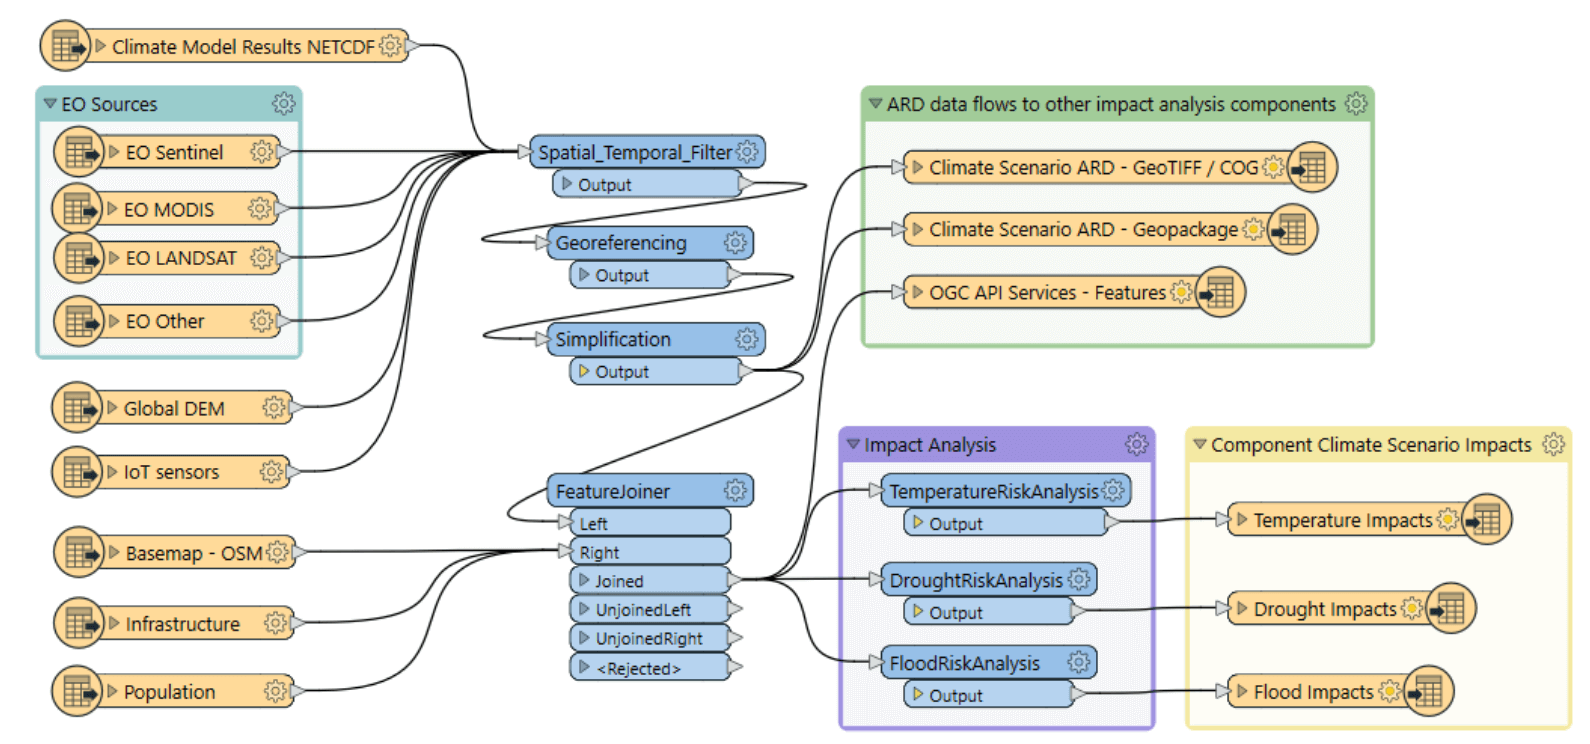 Climate Model Results NETCDF
EO Sources
EO Sentinel
EO MODIS
EO LANDSAT
EO Other
Global DEM
IoT sensors
Basemap - OSM
Infrastructure
Population
Spatial_Temporal_Filter
Output
Georeferencing
Output
Simplification
Output
FeatureJoiner
Left
Right
Joined
UnjoinedLeft
UnjoinedRight
<Rejected>
ARD data flows to other impact analysis components
Climate Scenario ARD - GeoTIFF / COG
Climate Scenario ARD - Geopackage
OGC API Services - Features
Impact Analysis
TemperatureRiskAnalysis
Output
DroughtRiskAnalysis
Output
FloodRiskAnalysis
Output
Component Climate Scenario Impacts
Temperature Impacts
Drought Impacts
Flood Impacts